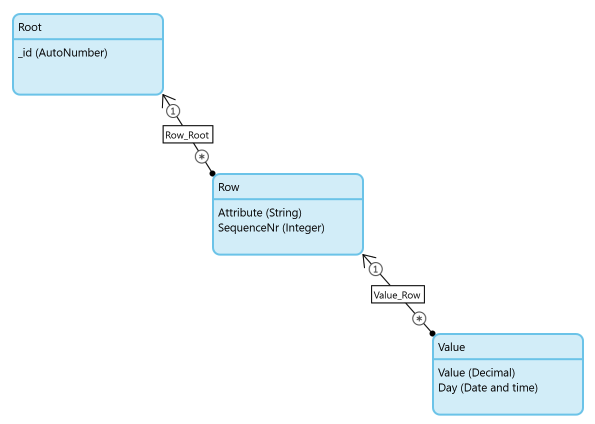 Root
_id (AutoNumber)
1
Row_Root
*
Row
Attribute (String)
SequenceNr (Integer)
1
Value_Row
*
Value
Value (Decimal)
Day (Date and time)